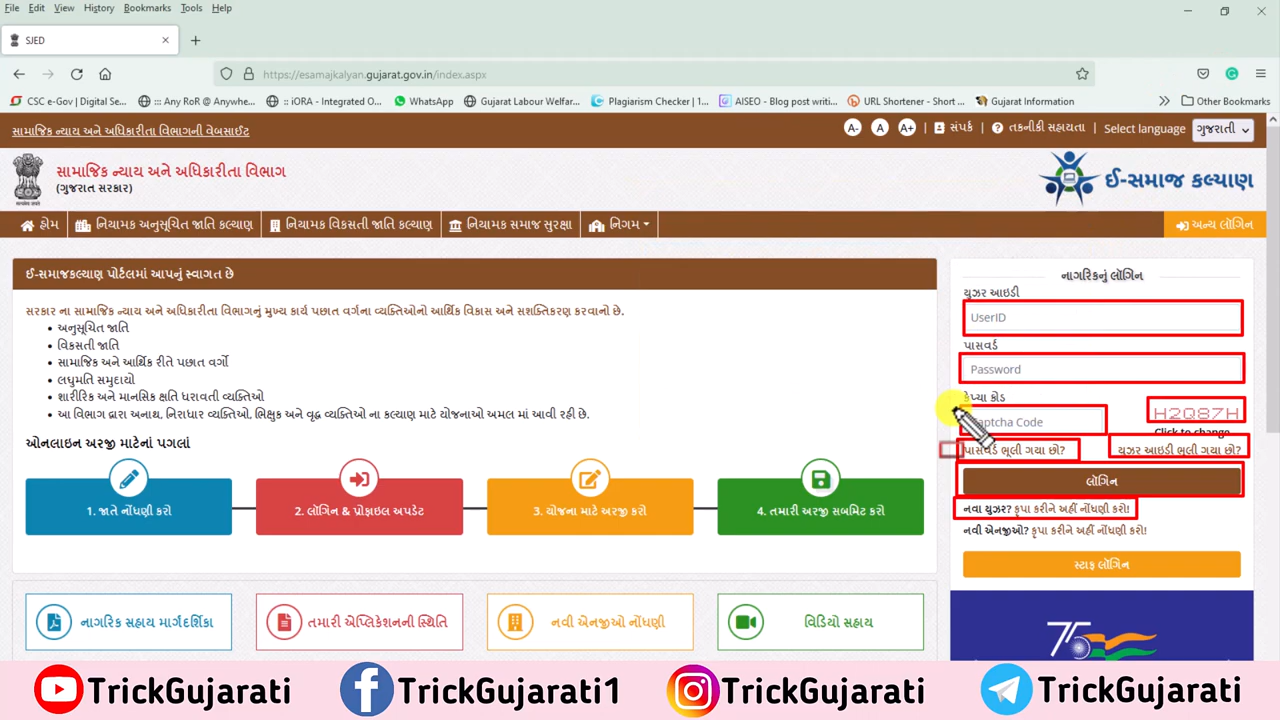 File Edit View History Bookmarks Tools Help
SJED
https://esamajkalyan.gujarat.gov.in/index.aspx
CSC e-Gov | Digital Se... ::: Any RoR @ Anywhe... :: iORA - Integrated O... WhatsApp Gujarat Labour Welfar... Plagiarism Checker | 1... AISEO - Blog post writi... URL Shortener - Short ... Gujarat Information Other Bookmarks
સામાજિક ન્યાય અને અધિકારીતા વિભાગની વેબસાઈટ A- A A+ | સંપર્ક | તકનીકી સહાયતા | Select language ગુજરાતી
સામાજિક ન્યાય અને અધિકારીતા વિભાગ
(ગુજરાત સરકાર)
ઈ-સમાજ કલ્યાણ
હોમ નિયામક અનુસૂચિત જાતિ કલ્યાણ નિયામક વિકસતી જાતિ કલ્યાણ નિયામક સમાજ સુરક્ષા નિગમ અન્ય લૉગિન
ઈ-સમાજકલ્યાણ પોર્ટલમાં આપનું સ્વાગત છે
સરકાર ના સામાજિક ન્યાય અને અધિકારીતા વિભાગનું મુખ્ય કાર્ય પછાત વર્ગના વ્યક્તિઓનો આર્થિક વિકાસ અને સશક્તિકરણ કરવાનો છે.
અનુસૂચિત જાતિ
વિકસતી જાતિ
સામાજિક અને આર્થિક રીતે પછાત વર્ગો
લઘુમતિ સમુદાયો
શારીરિક અને માનસિક ક્ષતિ ધરાવતી વ્યક્તિઓ
આ વિભાગ દ્વારા અનાથ, નિરાધાર વ્યક્તિઓ, ભિક્ષુક અને વૃદ્ધ વ્યક્તિઓ ના કલ્યાણ માટે યોજનાઓ અમલ માં આવી રહી છે.
ઓનલાઇન અરજી માટેનાં પગલાં
1. જાતે નોંધણી કરો
2. લૉગિન & પ્રોફાઇલ અપડેટ
3. યોજના માટે અરજી કરો
4. તમારી અરજી સબમિટ કરો
નાગરિક સહાય માર્ગદર્શિકા
તમારી એપ્લિકેશનની સ્થિતિ
નવી એનજીઓ નોંધણી
વિડિયો સહાય
નાગરિકનું લૉગિન
યુઝર આઇડી
UserID
પાસવર્ડ
Password
કેપ્ચા કોડ
Captcha Code H2Q87H
Click to change
પાસવર્ડ ભૂલી ગયા છો? યુઝર આઇડી ભૂલી ગયા છો?
લૉગિન
નવા યુઝર? કૃપા કરીને અહીં નોંધણી કરો!
નવી એનજીઓ? કૃપા કરીને અહીં નોંધણી કરો!
સ્ટાફ લૉગિન
75
TrickGujarati TrickGujarati1 TrickGujarati TrickGujarati